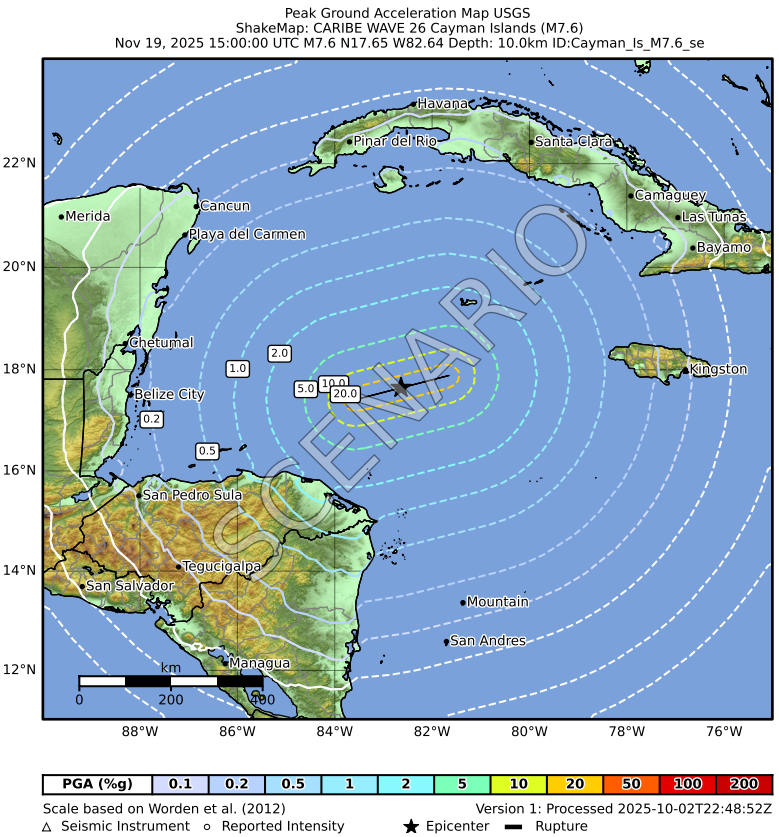 Peak Ground Acceleration Map USGS
ShakeMap: CARIBE WAVE 26 Cayman Islands (M7.6)
Nov 19, 2025 15:00:00 UTC M7.6 N17.65 W82.64 Depth: 10.0km ID:Cayman_Is_M7.6_se
Havana
Pinar del Rio
Santa Clara
22°N
Camaguey
Cancun
Merida
Las Tunas
Playa del Carmen
Bayamo
20°N
SCENARIO
Chetumal
2.0
18°N
1.0
Kingston
5.0
10.0
20.0
Belize City
0.2
0.5
16°N
San Pedro Sula
14°N
Tegucigalpa
San Salvador
Mountain
San Andres
12°N
Managua
km
0 200 400
88°W 86°W 84°W 82°W 80°W 78°W 76°W
PGA (%g) 0.1 0.2 0.5 1 2 5 10 20 50 100 200
Scale based on Worden et al. (2012) Version 1: Processed 2025-10-02T22:48:52Z
Seismic Instrument Reported Intensity Epicenter Rupture